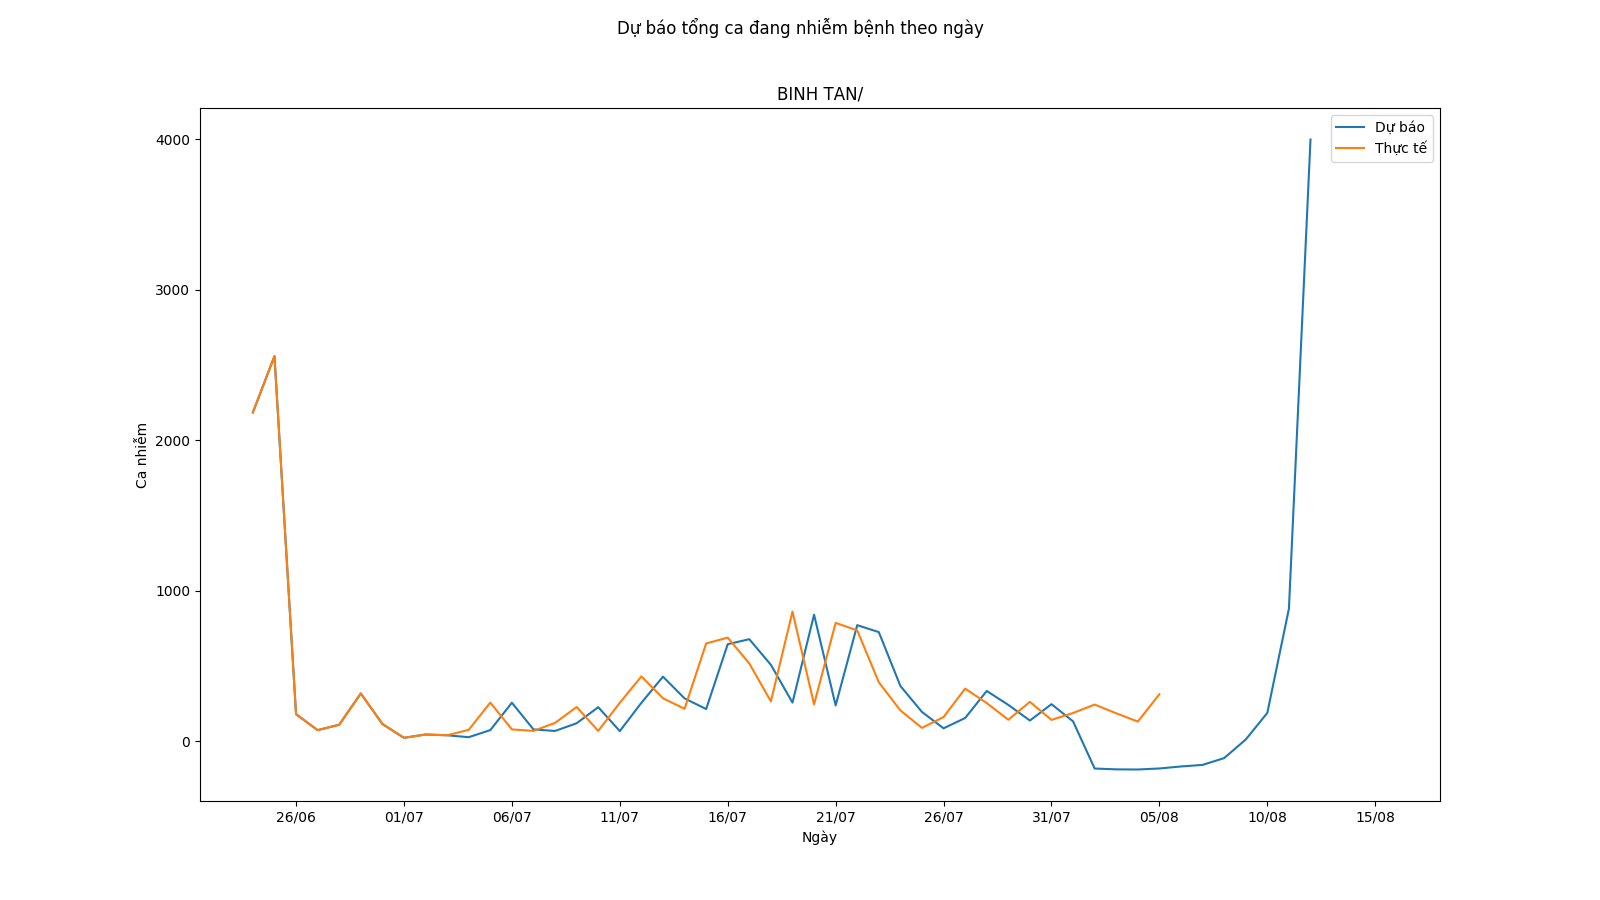 Dự báo tổng ca đang nhiễm bệnh theo ngày
BINH TAN/
Dự báo
Thực tế
4000
3000
2000
1000
0
Ca nhiễm
26/06 01/07 06/07 11/07 16/07 21/07 26/07 31/07 05/08 10/08 15/08
Ngày